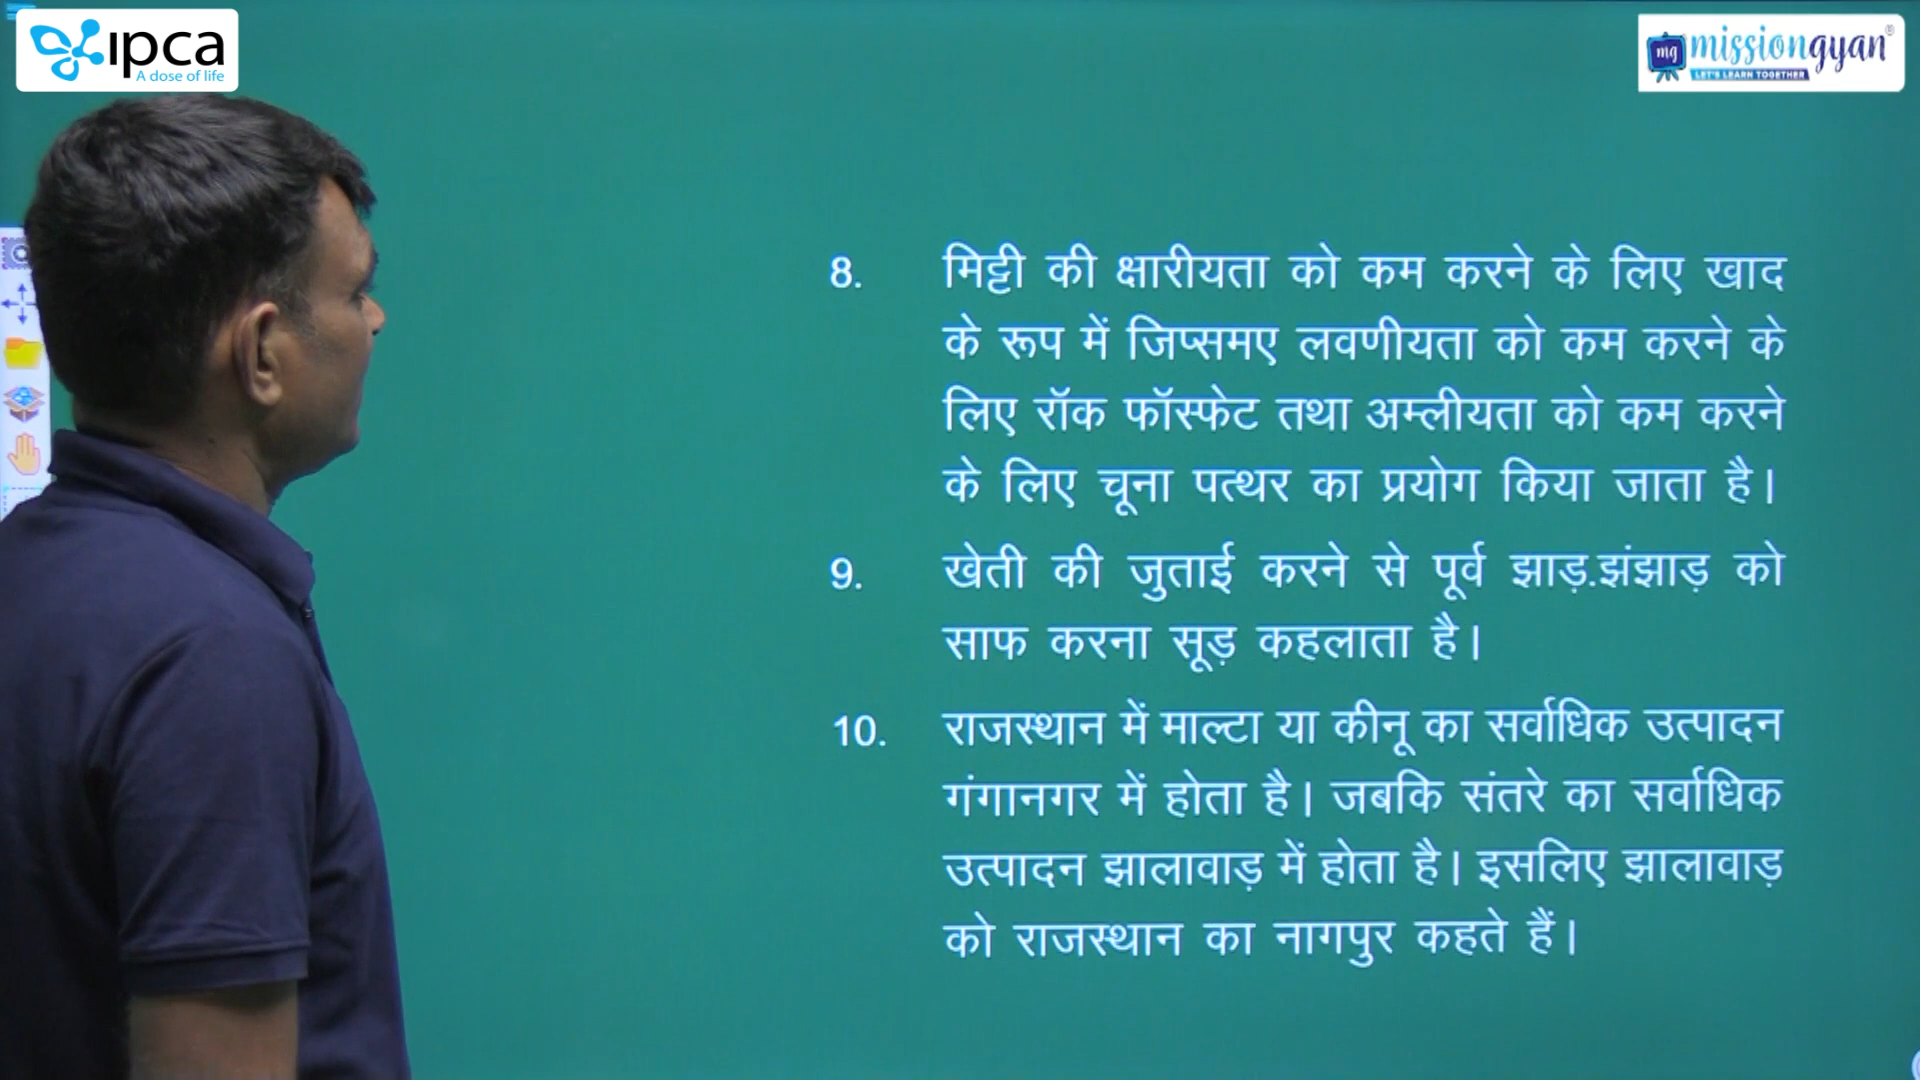 ipca
A dose of life
mg missiongyan®
LET'S LEARN TOGETHER
8. मिट्टी की क्षारीयता को कम करने के लिए खाद
के रूप में जिप्समए लवणीयता को कम करने के
लिए रॉक फॉस्फेट तथा अम्लीयता को कम करने
के लिए चूना पत्थर का प्रयोग किया जाता है।
9. खेती की जुताई करने से पूर्व झाड़.झंझाड़ को
साफ करना सूड़ कहलाता है।
10. राजस्थान में माल्टा या कीनू का सर्वाधिक उत्पादन
गंगानगर में होता है। जबकि संतरे का सर्वाधिक
उत्पादन झालावाड़ में होता है। इसलिए झालावाड़
को राजस्थान का नागपुर कहते हैं।